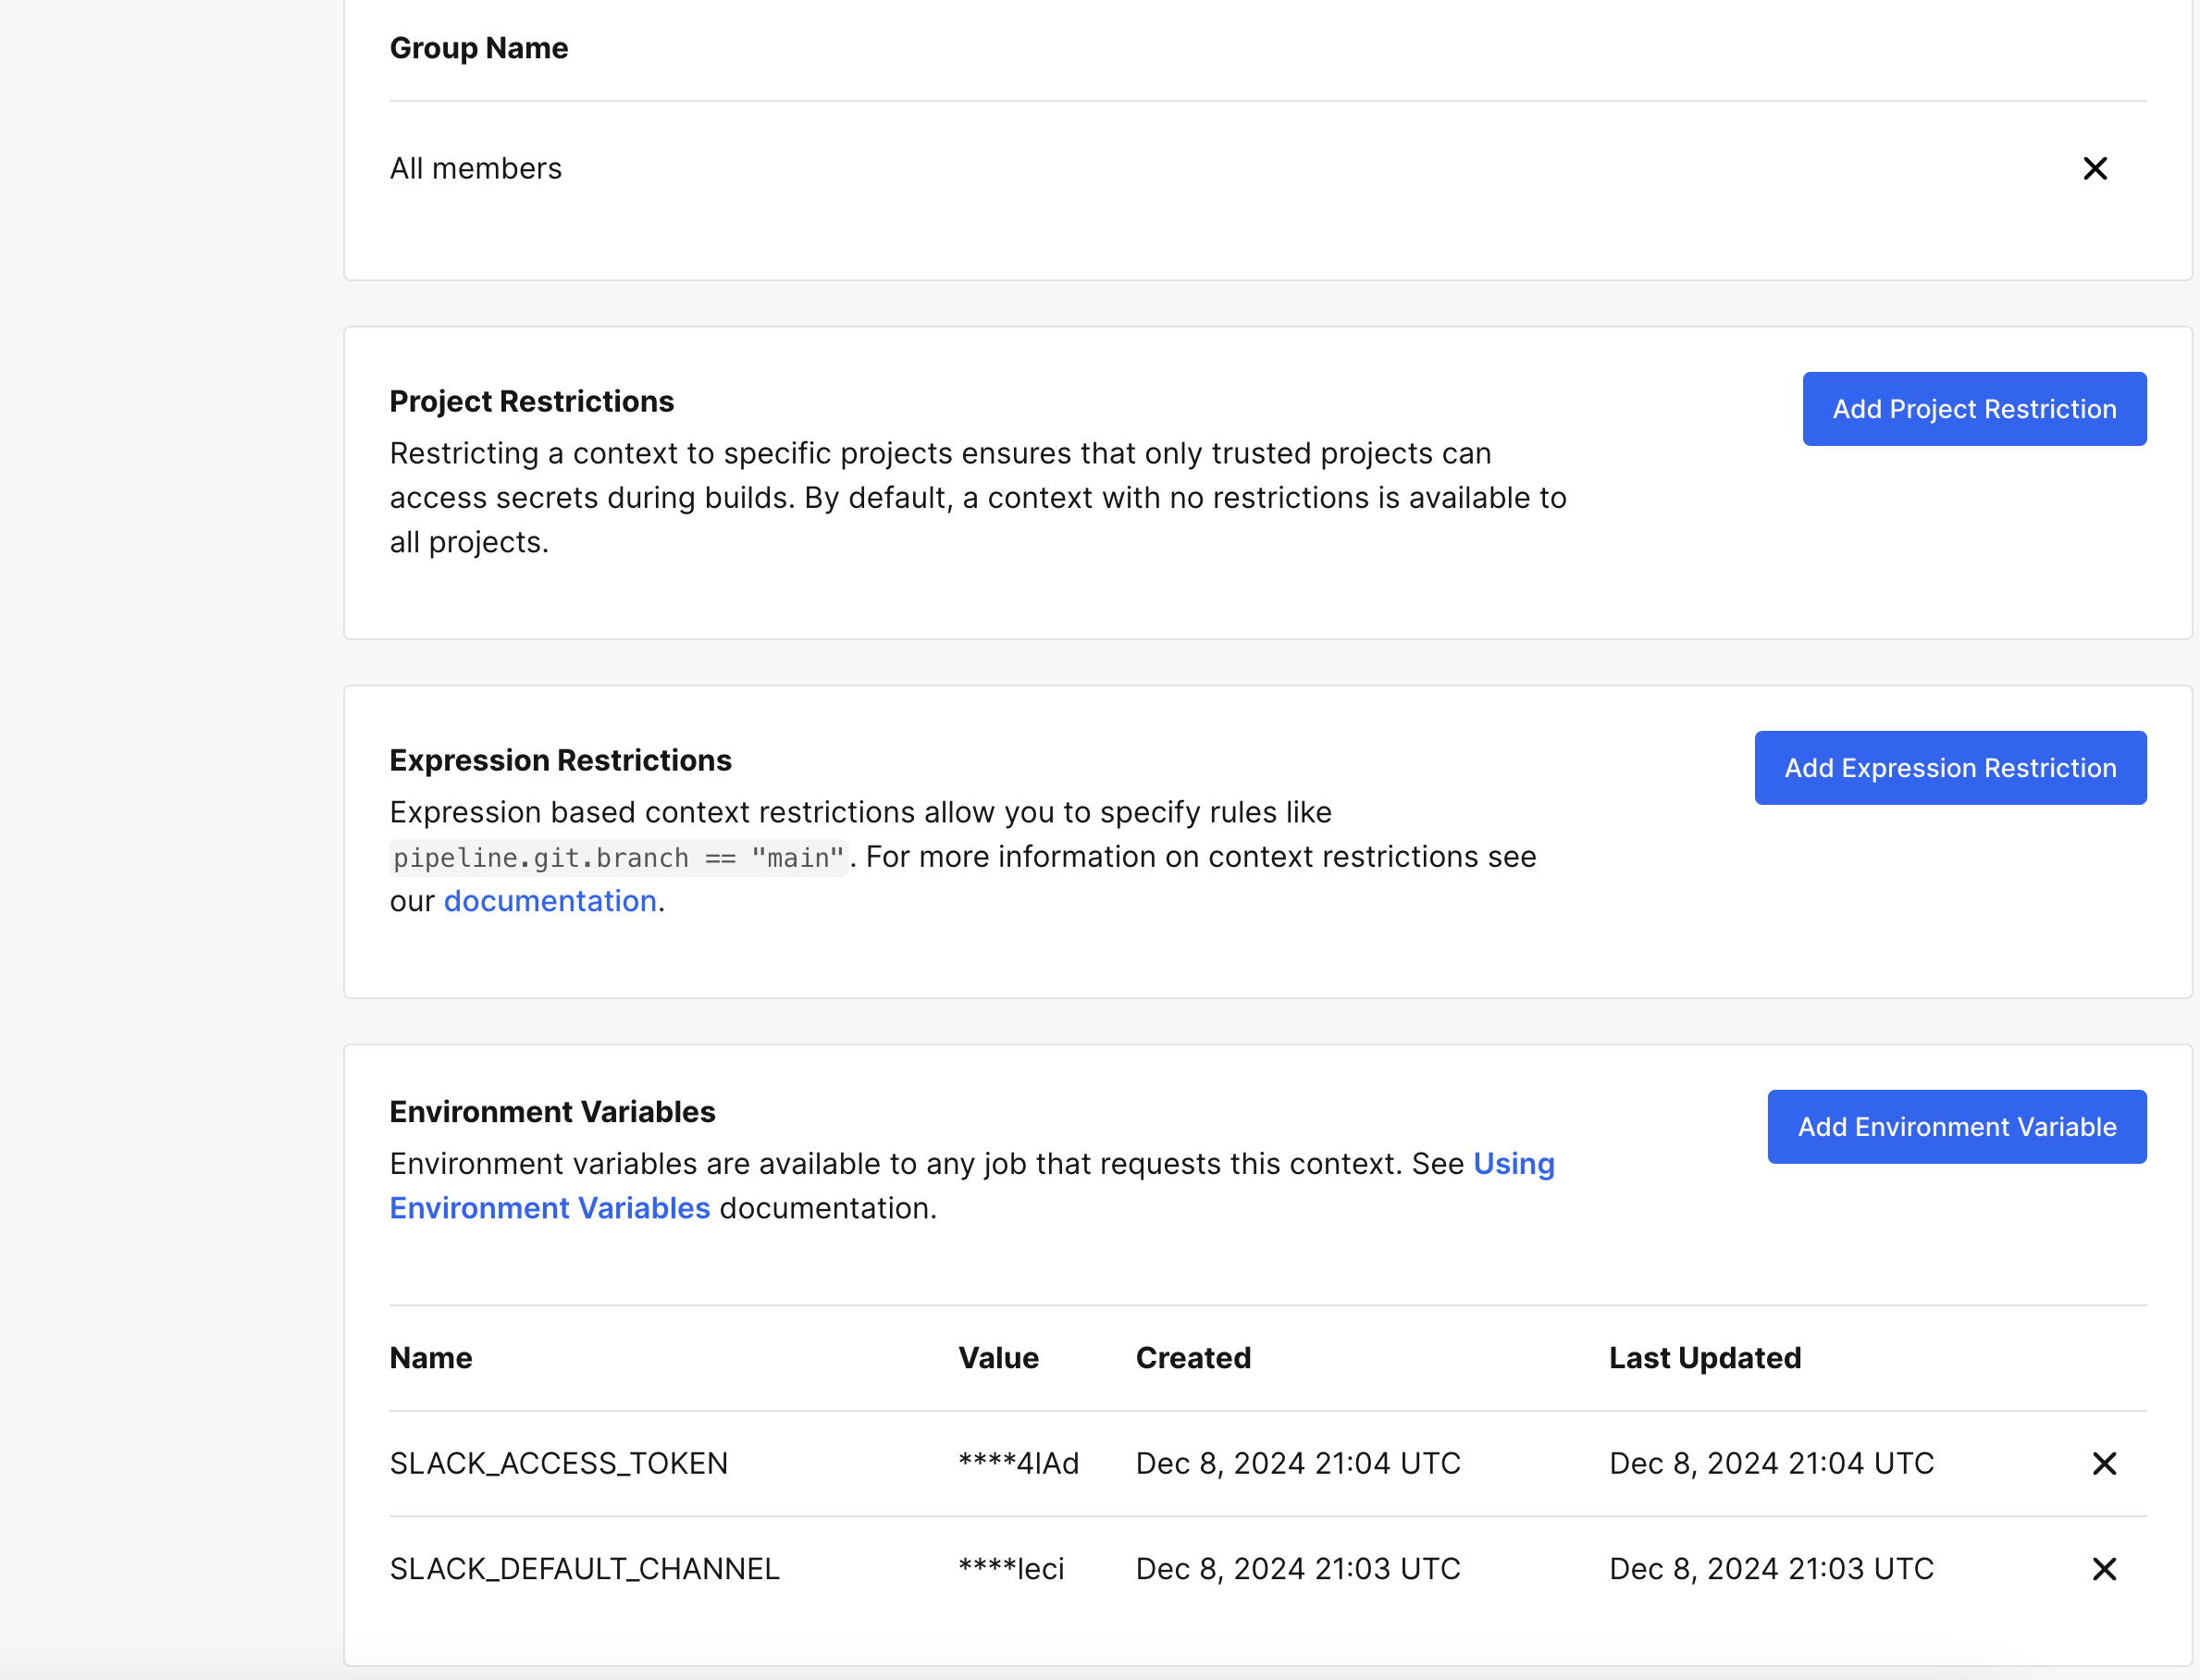 Group Name
All members
Project Restrictions
Add Project Restriction
Restricting a context to specific projects ensures that only trusted projects can
access secrets during builds. By default, a context with no restrictions is available to
all projects.
Expression Restrictions
Add Expression Restriction
Expression based context restrictions allow you to specify rules like
pipeline.git.branch == "main". For more information on context restrictions see
our documentation.
Environment Variables
Add Environment Variable
Environment variables are available to any job that requests this context. See Using
Environment Variables documentation.
Name Value Created Last Updated
SLACK_ACCESS_TOKEN ****4lAd Dec 8, 2024 21:04 UTC Dec 8, 2024 21:04 UTC
SLACK_DEFAULT_CHANNEL ****leci Dec 8, 2024 21:03 UTC Dec 8, 2024 21:03 UTC